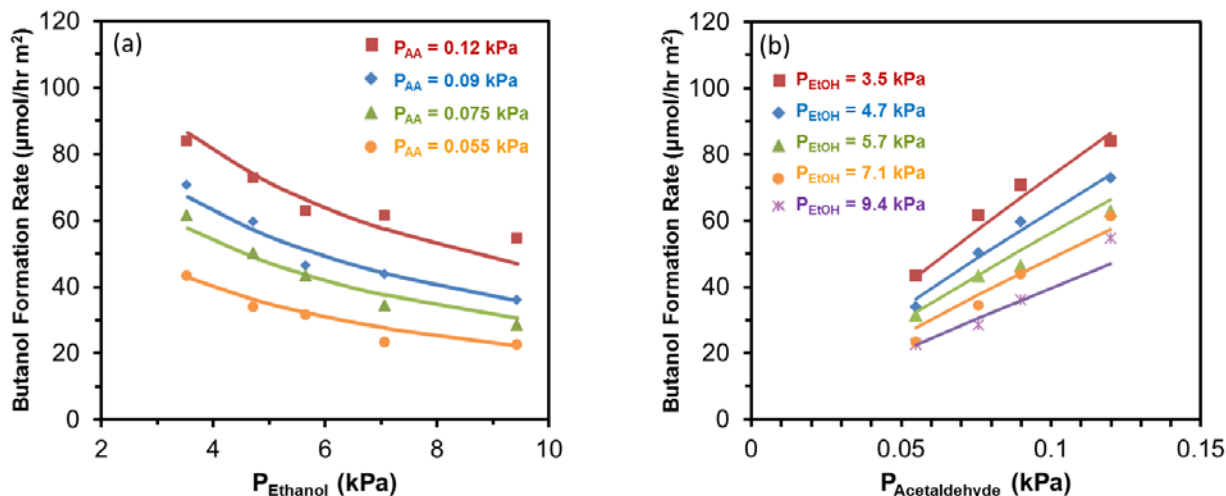 (a)
P_AA = 0.12 kPa
P_AA = 0.09 kPa
P_AA = 0.075 kPa
P_AA = 0.055 kPa
Butanol Formation Rate (µmol/hr m²)
120
100
80
60
40
20
0
2 4 6 8 10
P_Ethanol (kPa)
(b)
P_EtOH = 3.5 kPa
P_EtOH = 4.7 kPa
P_EtOH = 5.7 kPa
P_EtOH = 7.1 kPa
P_EtOH = 9.4 kPa
Butanol Formation Rate (µmol/hr m²)
120
100
80
60
40
20
0
0 0.05 0.1 0.15
P_Acetaldehyde (kPa)